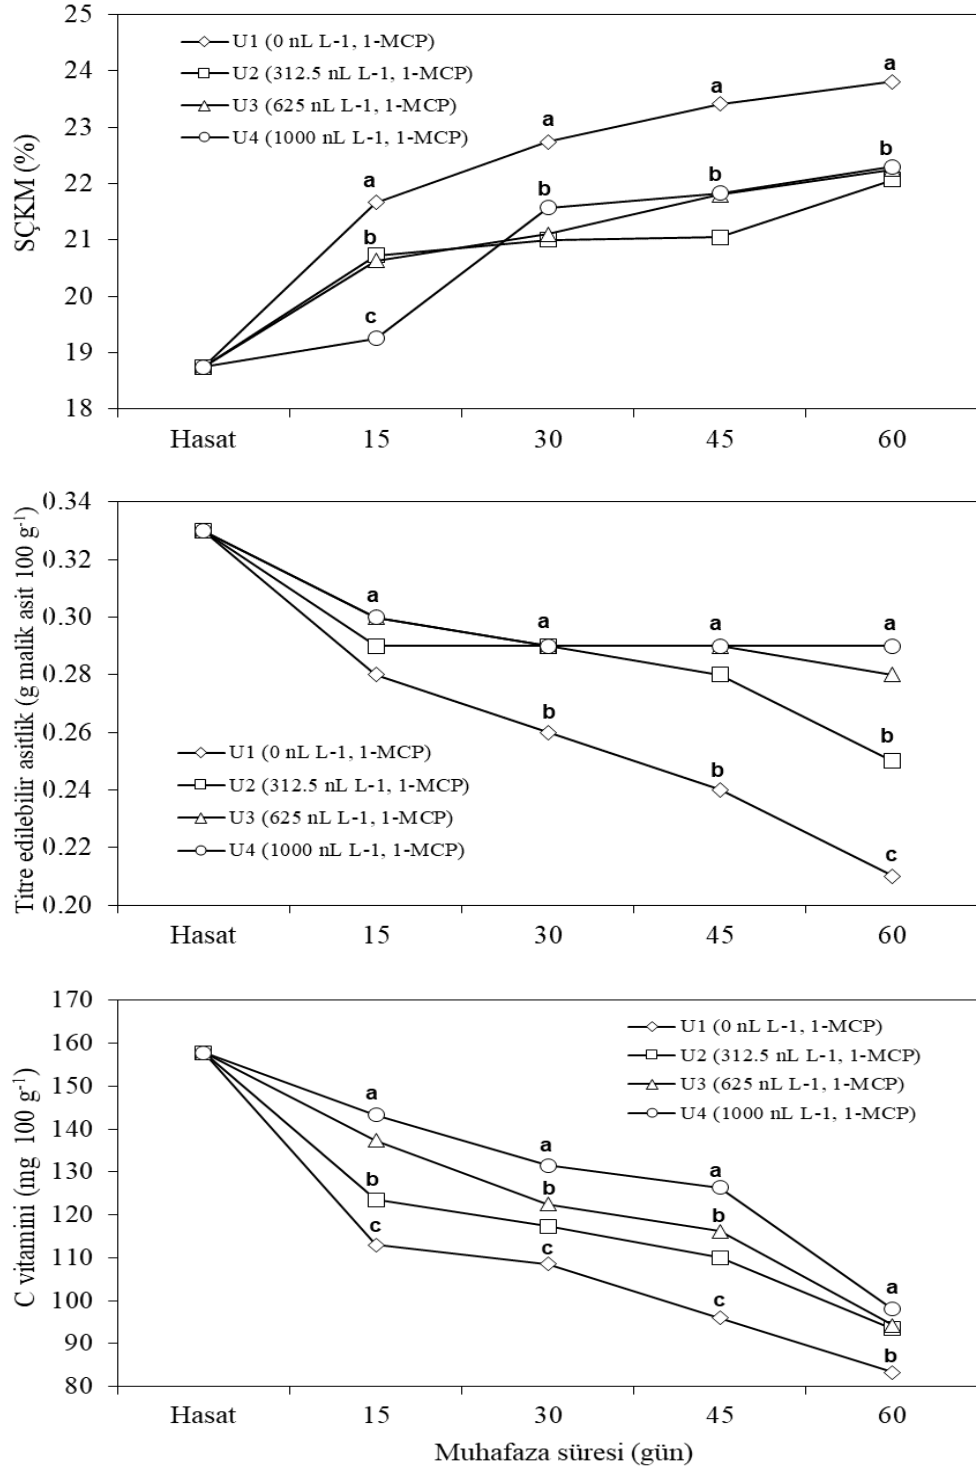 25
24
23
22
21
20
19
18
SÇKM (%)
U1 (0 nL L-1, 1-MCP)
U2 (312.5 nL L-1, 1-MCP)
U3 (625 nL L-1, 1-MCP)
U4 (1000 nL L-1, 1-MCP)
a
a
a
a
b
b
b
b
c
Hasat 15 30 45 60
0.34
0.32
0.30
0.28
0.26
0.24
0.22
0.20
Titre edilebilir asitlik (g malik asit 100 g-1)
a
a
a
a
b
b
b
c
U1 (0 nL L-1, 1-MCP)
U2 (312.5 nL L-1, 1-MCP)
U3 (625 nL L-1, 1-MCP)
U4 (1000 nL L-1, 1-MCP)
Hasat 15 30 45 60
170
160
150
140
130
120
110
100
90
80
C vitamini (mg 100 g-1)
U1 (0 nL L-1, 1-MCP)
U2 (312.5 nL L-1, 1-MCP)
U3 (625 nL L-1, 1-MCP)
U4 (1000 nL L-1, 1-MCP)
a
a
a
a
b
b
b
b
c
c
c
Hasat 15 30 45 60
Muhafaza süresi (gün)